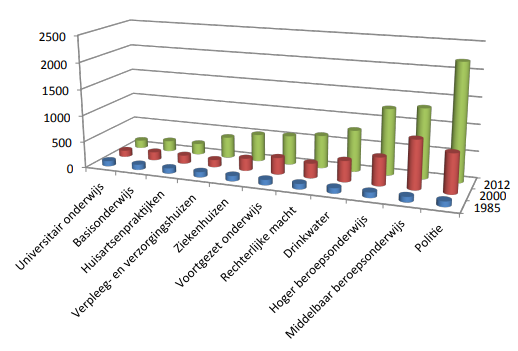 2500
2000
1500
1000
500
0
Universitair onderwijs
Basisonderwijs
Huisartsenpraktijken
Verpleeg- en verzorgingshuizen
Ziekenhuizen
Voortgezet onderwijs
Rechterlijke macht
Drinkwater
Hoger beroepsonderwijs
Middelbaar beroepsonderwijs
Politie
2012
2000
1985